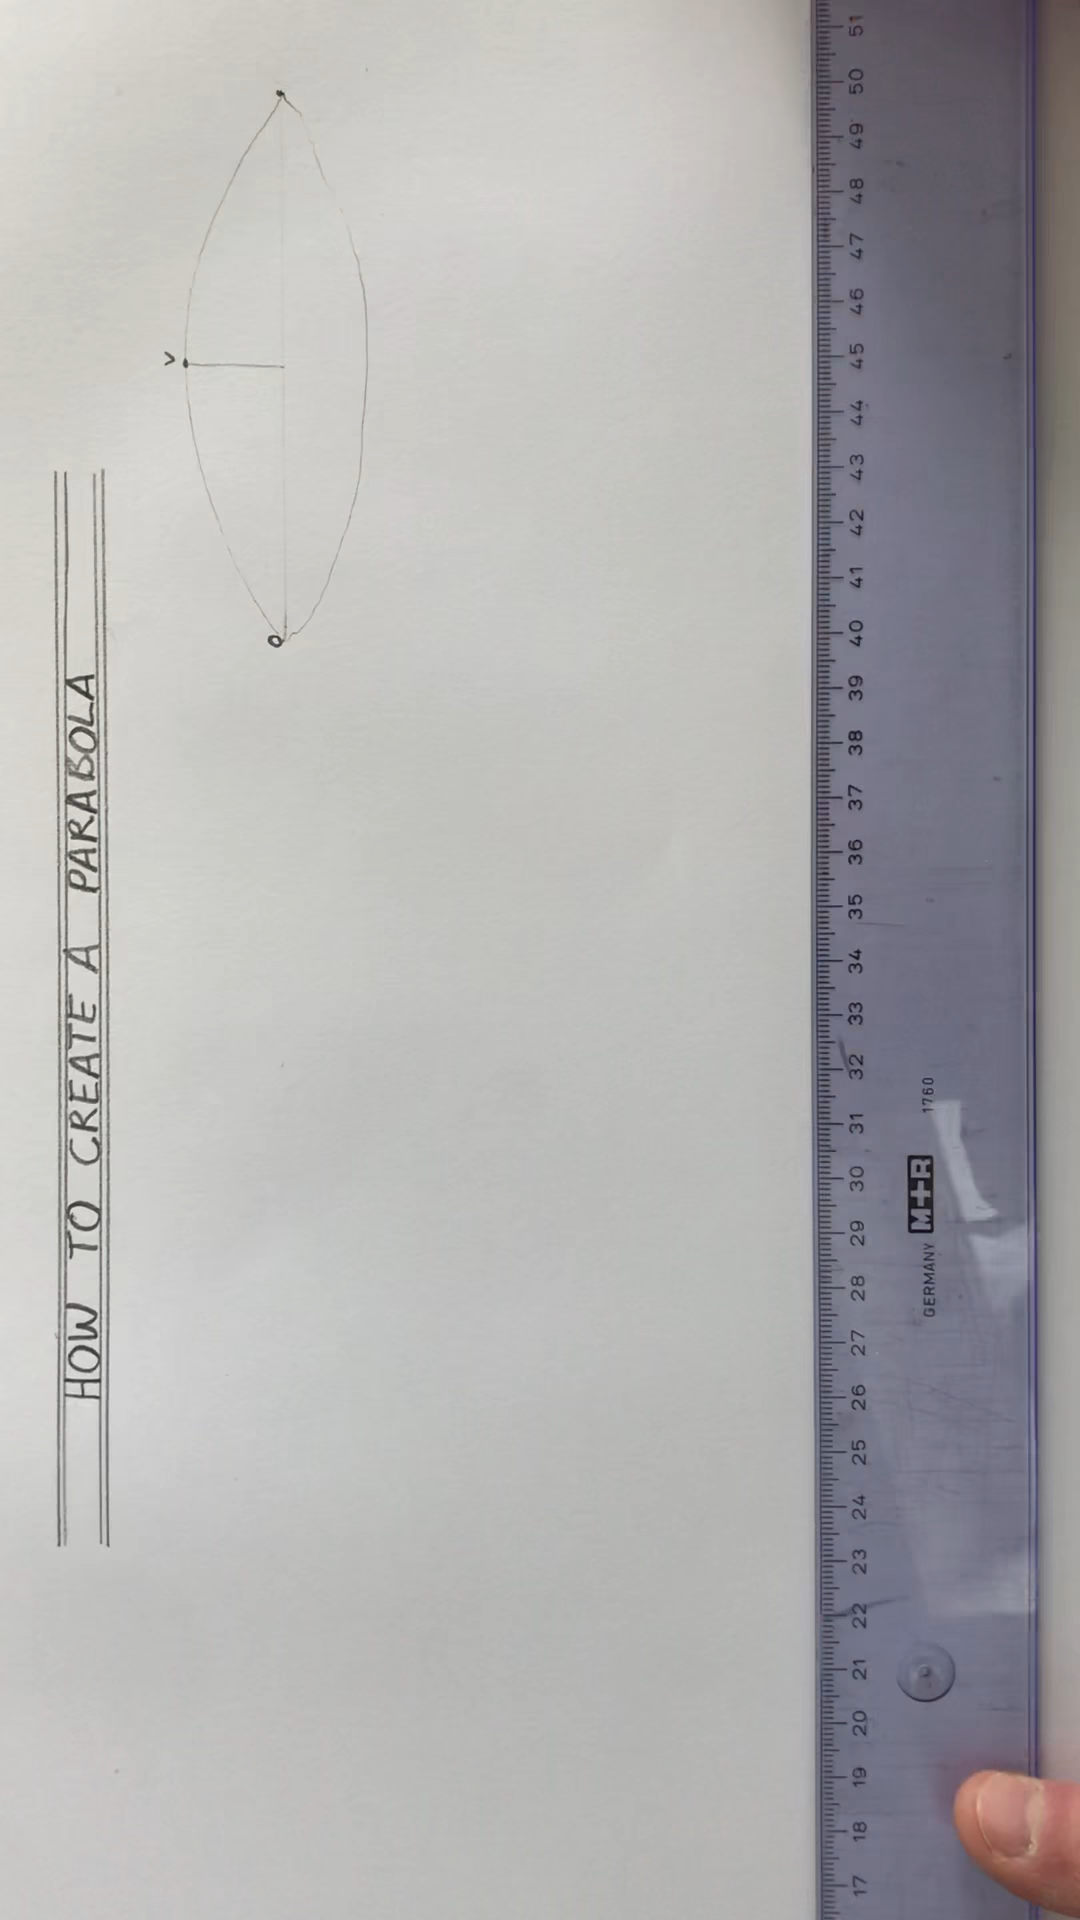 HOW TO CREATE A PARABOLA
V
O
17 18 19 20 21 22 23 24 25 26 27 28 29 30 31 32 33 34 35 36 37 38 39 40 41 42 43 44 45 46 47 48 49 50 51
GERMANY M+R 1760